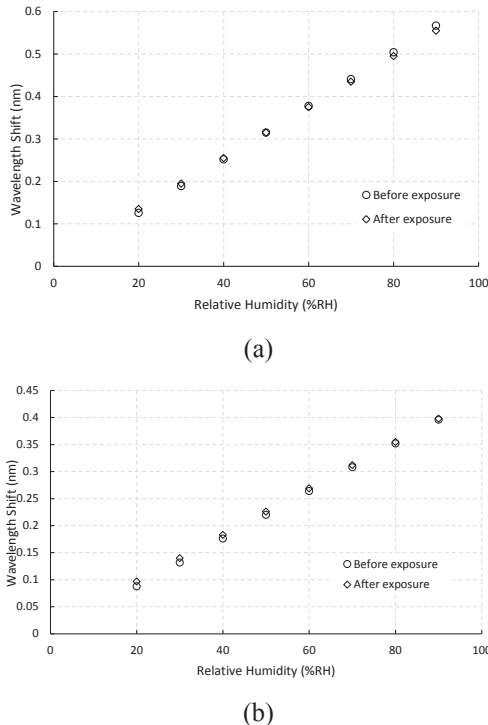 0.6
0.5
0.4
0.3
0.2
0.1
0
Wavelength Shift (nm)
Before exposure
After exposure
0 20 40 60 80 100
Relative Humidity (%RH)
(a)
0.45
0.4
0.35
0.3
0.25
0.2
0.15
0.1
0.05
0
Wavelength Shift (nm)
Before exposure
After exposure
0 20 40 60 80 100
Relative Humidity (%RH)
(b)